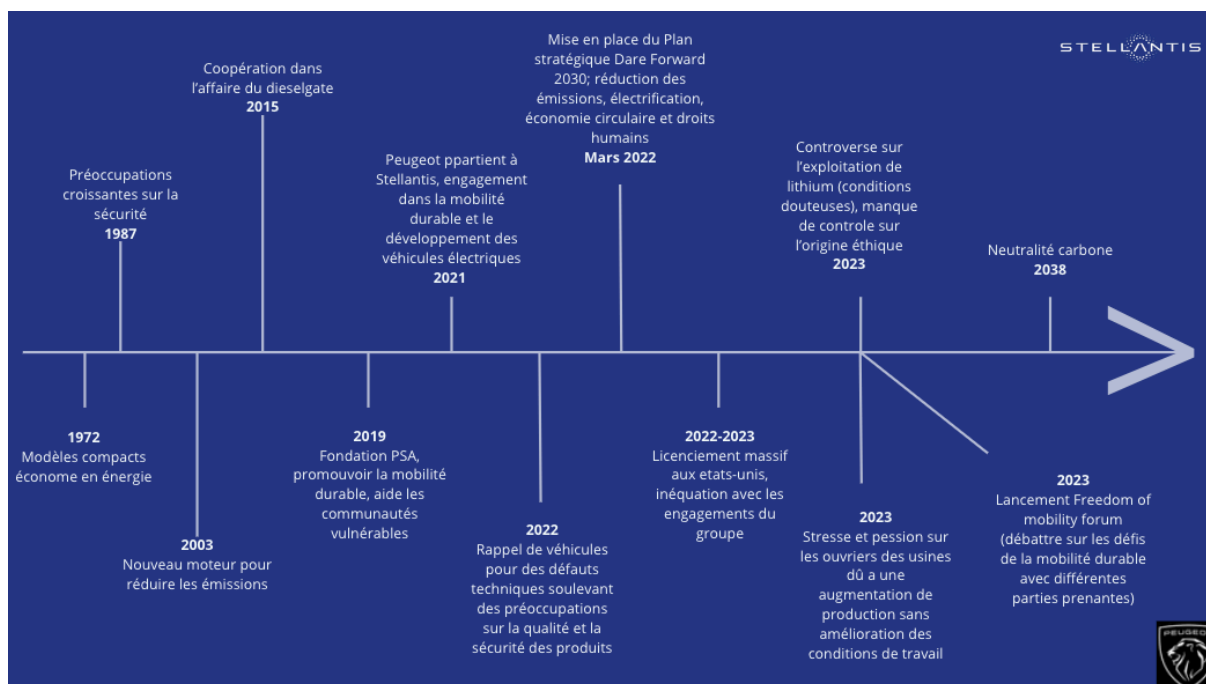 STELLANTIS
Préoccupations
croissantes sur la
sécurité
1987
Coopération dans
l'affaire du dieselgate
2015
Peugeot ppartient à
Stellantis, engagement
dans la mobilité
durable et le
développement des
véhicules électriques
2021
Mise en place du Plan
stratégique Dare Forward
2030; réduction des
émissions, électrification,
économie circulaire et droits
humains
Mars 2022
Controverse sur
l'exploitation de
lithium (conditions
douteuses), manque
de controle sur
l'origine éthique
2023
Neutralité carbone
2038
1972
Modèles compacts
économe en énergie
2003
Nouveau moteur pour
réduire les émissions
2019
Fondation PSA,
promouvoir la mobilité
durable, aide les
communautés
vulnérables
2022
Rappel de véhicules
pour des défauts
techniques soulevant
des préoccupations
sur la qualité et la
sécurité des produits
2022-2023
Licenciement massif
aux etats-unis,
inéquation avec les
engagements du
groupe
2023
Stresse et pession sur
les ouvriers des usines
dû a une
augmentation de
production sans
amélioration des
conditions de travail
2023
Lancement Freedom of
mobility forum
(débattre sur les défis
de la mobilité durable
avec différentes
parties prenantes)
PEUGEOT